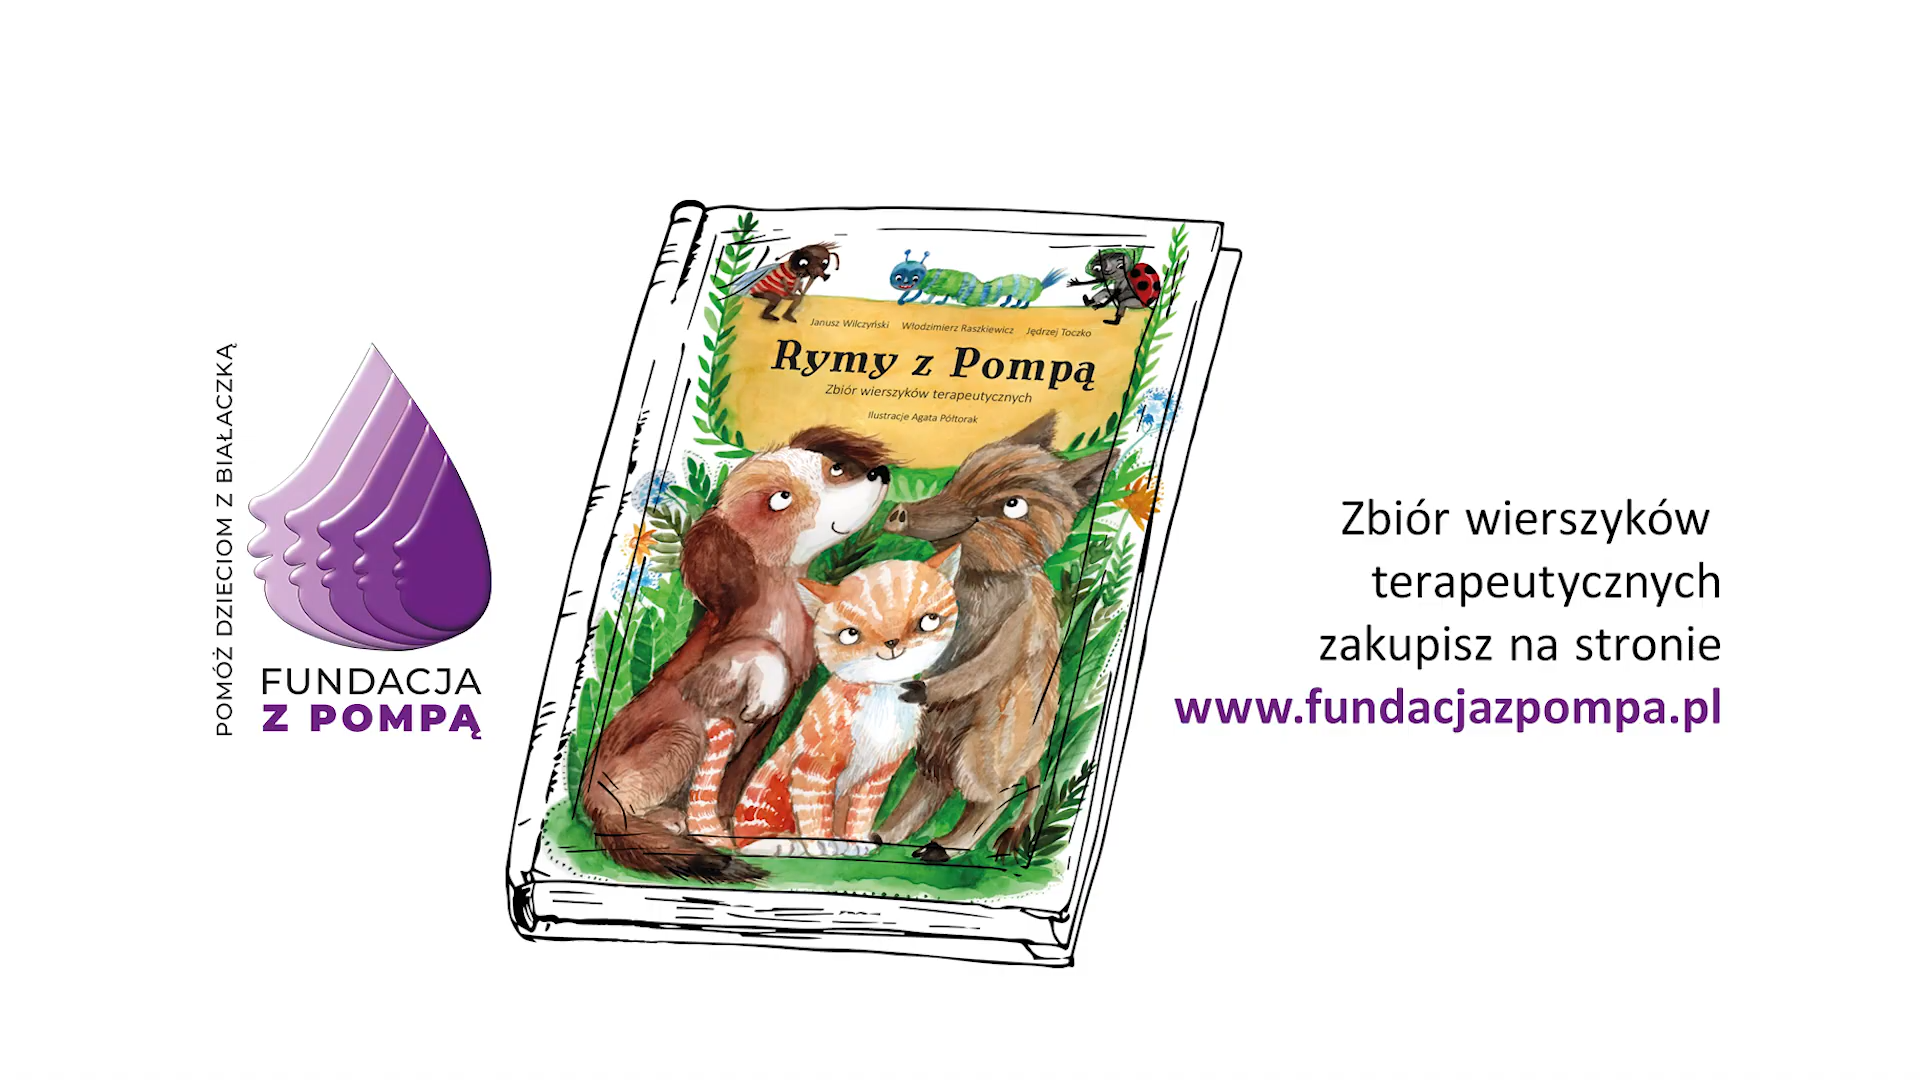 POMÓŻ DZIECIOM Z BIAŁACZKĄ
FUNDACJA
Z POMPĄ
Janusz Wilczyński Włodzimierz Raszkiewicz Jędrzej Toczko
Rymy z Pompą
Zbiór wierszyków terapeutycznych
Ilustracje Agata Półtorak
Zbiór wierszyków
terapeutycznych
zakupisz na stronie
www.fundacjazpompa.pl